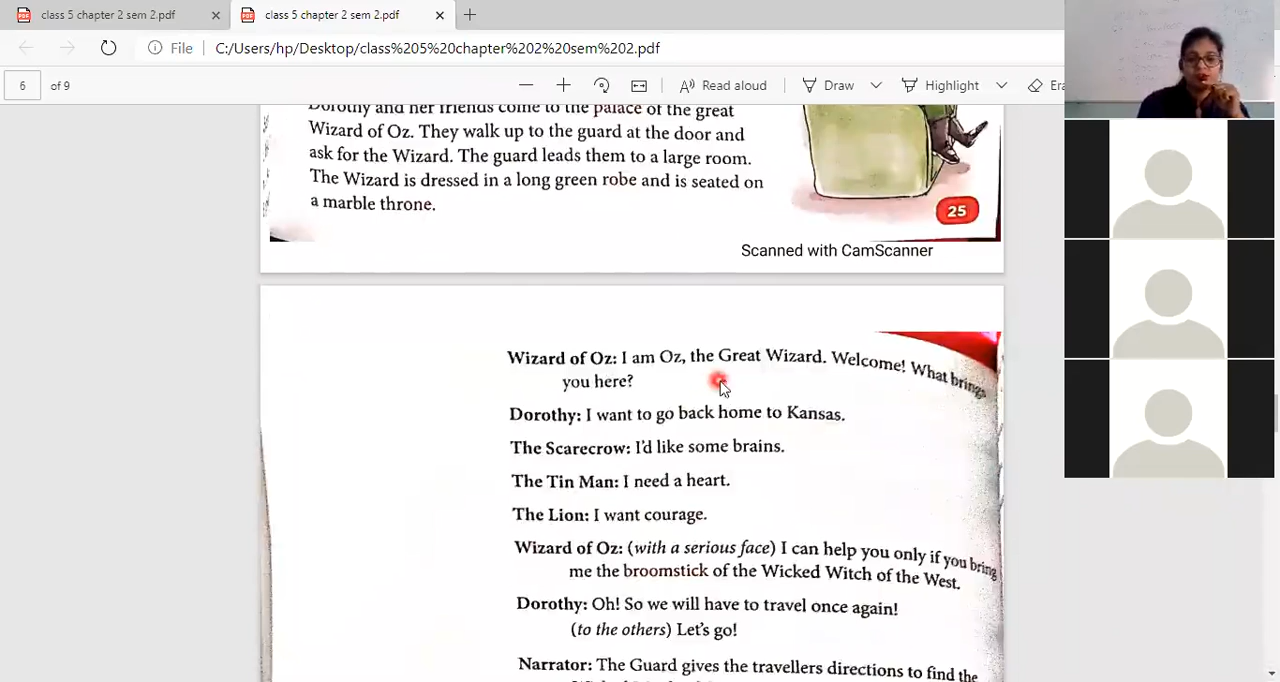 class 5 chapter 2 sem 2.pdf
class 5 chapter 2 sem 2.pdf
File
C:/Users/hp/Desktop/class%205%20chapter%202%20sem%202.pdf
6 of 9
Read aloud
Draw
Highlight
Era
Dorothy and her friends come to the palace of the great
Wizard of Oz. They walk up to the guard at the door and
ask for the Wizard. The guard leads them to a large room.
The Wizard is dressed in a long green robe and is seated on
a marble throne.
25
Scanned with CamScanner
Wizard of Oz: I am Oz, the Great Wizard. Welcome! What brings
you here?
Dorothy: I want to go back home to Kansas.
The Scarecrow: I'd like some brains.
The Tin Man: I need a heart.
The Lion: I want courage.
Wizard of Oz: (with a serious face) I can help you only if you bring
me the broomstick of the Wicked Witch of the West.
Dorothy: Oh! So we will have to travel once again!
(to the others) Let's go!
Narrator: The Guard gives the travellers directions to find the